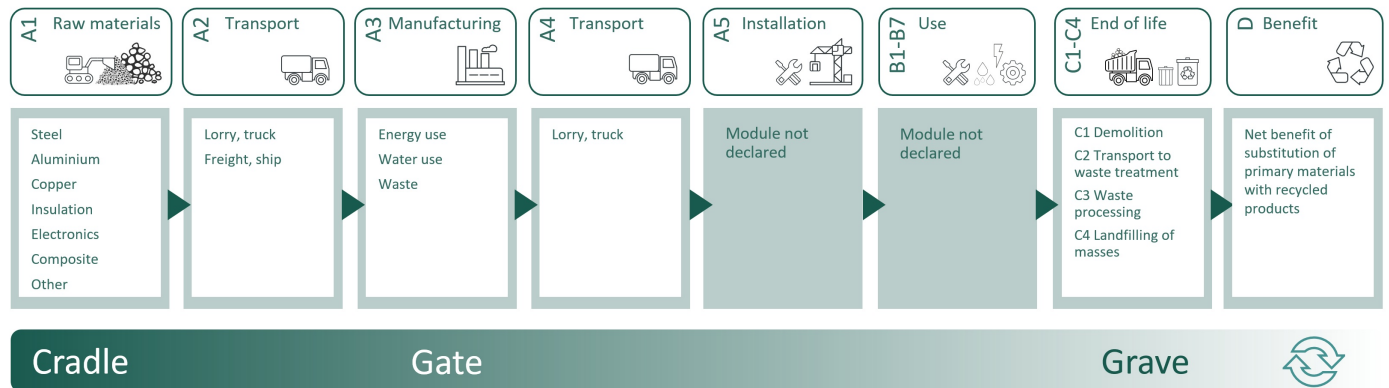 A1 Raw materials
A2 Transport
A3 Manufacturing
A4 Transport
A5 Installation
B1-B7 Use
C1-C4 End of life
D Benefit
Steel
Aluminium
Copper
Insulation
Electronics
Composite
Other
Lorry, truck
Freight, ship
Energy use
Water use
Waste
Lorry, truck
Module not
declared
Module not
declared
C1 Demolition
C2 Transport to
waste treatment
C3 Waste
processing
C4 Landfilling of
masses
Net benefit of
substitution of
primary materials
with recycled
products
Cradle
Gate
Grave